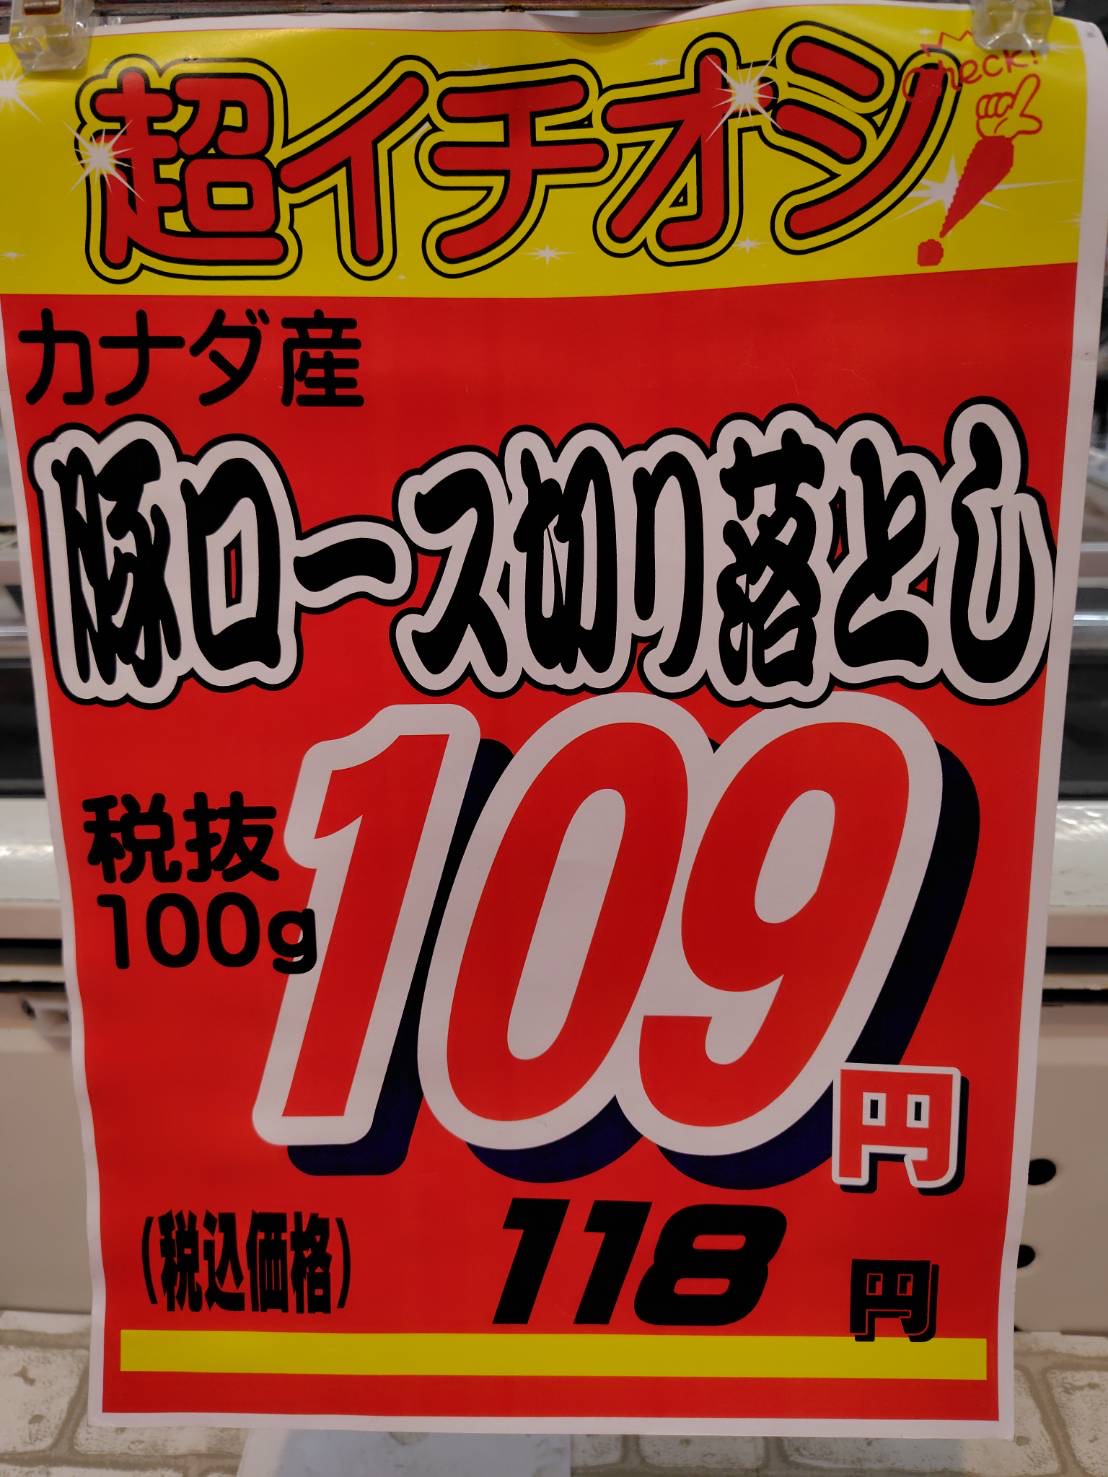 超イチオシ!
Check!
カナダ産
豚ロース切り落とし
税抜
100g
109円
(税込価格) 118円